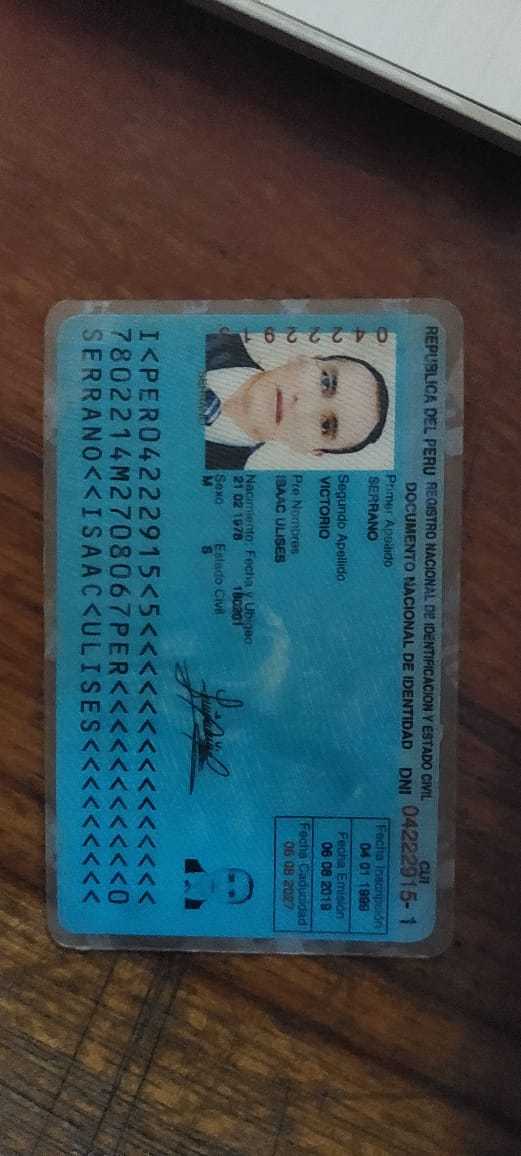 REPUBLICA DEL PERU REGISTRO NACIONAL DE IDENTIFICACION Y ESTADO CIVIL
DOCUMENTO NACIONAL DE IDENTIDAD DNI 04222915-1
CUI
Primer Apellido
SERRANO
Segundo Apellido
VICTORIO
Pre Nombres
ISAAC ULISES
Nacimiento: Fecha y Ubigeo
21 02 1978 180201
Sexo Estado Civil
M S
Fecha Inscripción
04 01 1996
Fecha Emisión
06 08 2019
Fecha Caducidad
06 08 2027
04222915
I<PER04222915<5<<<<<<<<<<<<<<<
7802214M2708067PER<<<<<<<<<<<0
SERRANO<<ISAAC<ULISES<<<<<<<<<